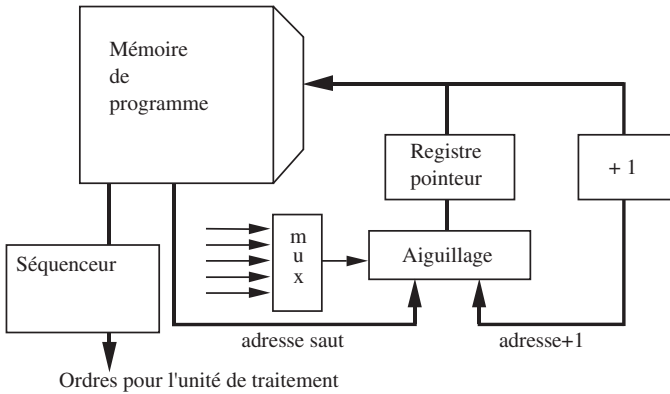 Mémoire
de
programme
Registre
pointeur
+ 1
m
u
x
Aiguillage
Séquenceur
adresse saut
adresse+1
Ordres pour l'unité de traitement